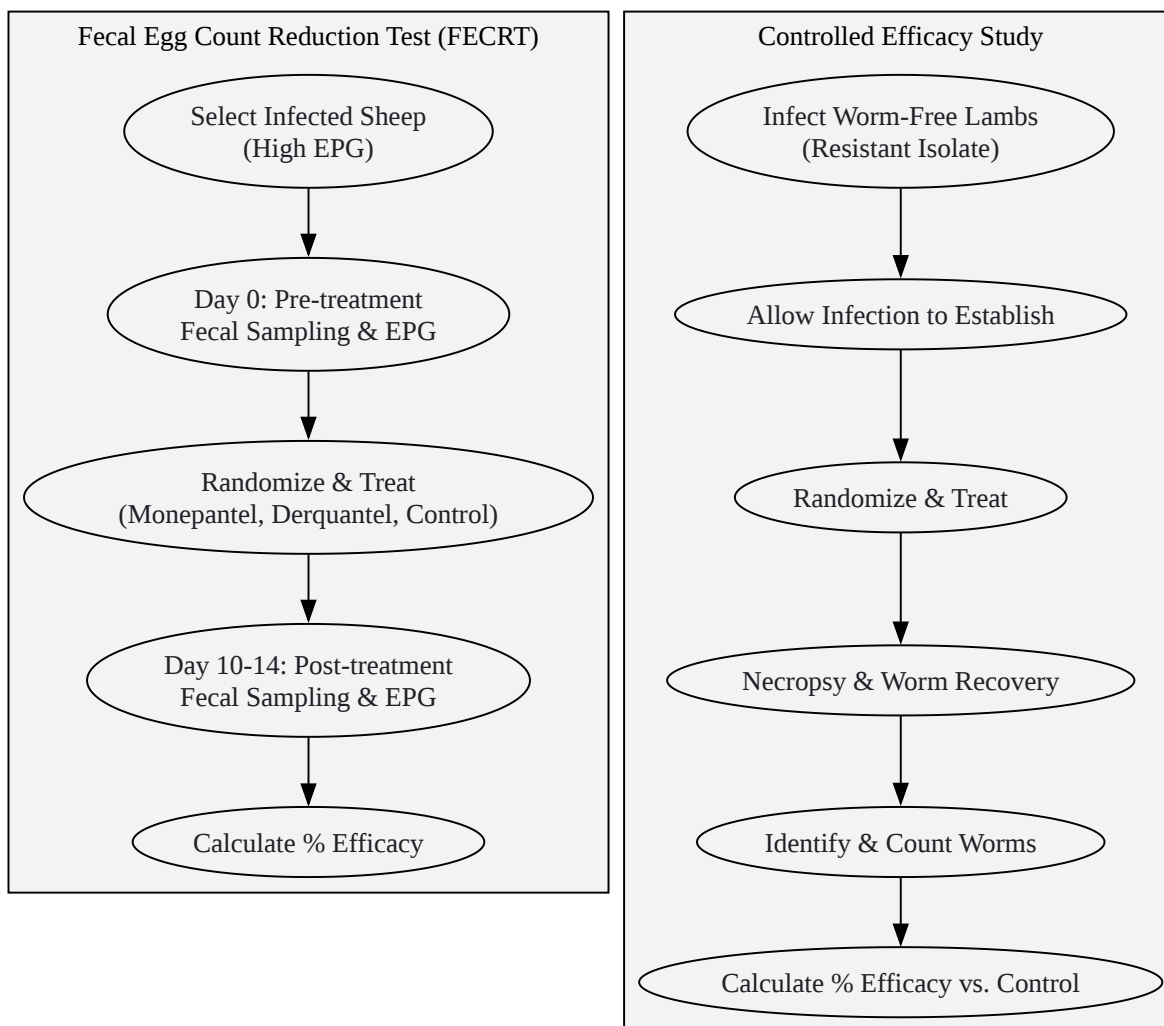 Fecal Egg Count Reduction Test (FECRT)
Select Infected Sheep
(High EPG)
Day 0: Pre-treatment
Fecal Sampling & EPG
Randomize & Treat
(Monepantel, Derquantel, Control)
Day 10-14: Post-treatment
Fecal Sampling & EPG
Calculate % Efficacy
Controlled Efficacy Study
Infect Worm-Free Lambs
(Resistant Isolate)
Allow Infection to Establish
Randomize & Treat
Necropsy & Worm Recovery
Identify & Count Worms
Calculate % Efficacy vs. Control